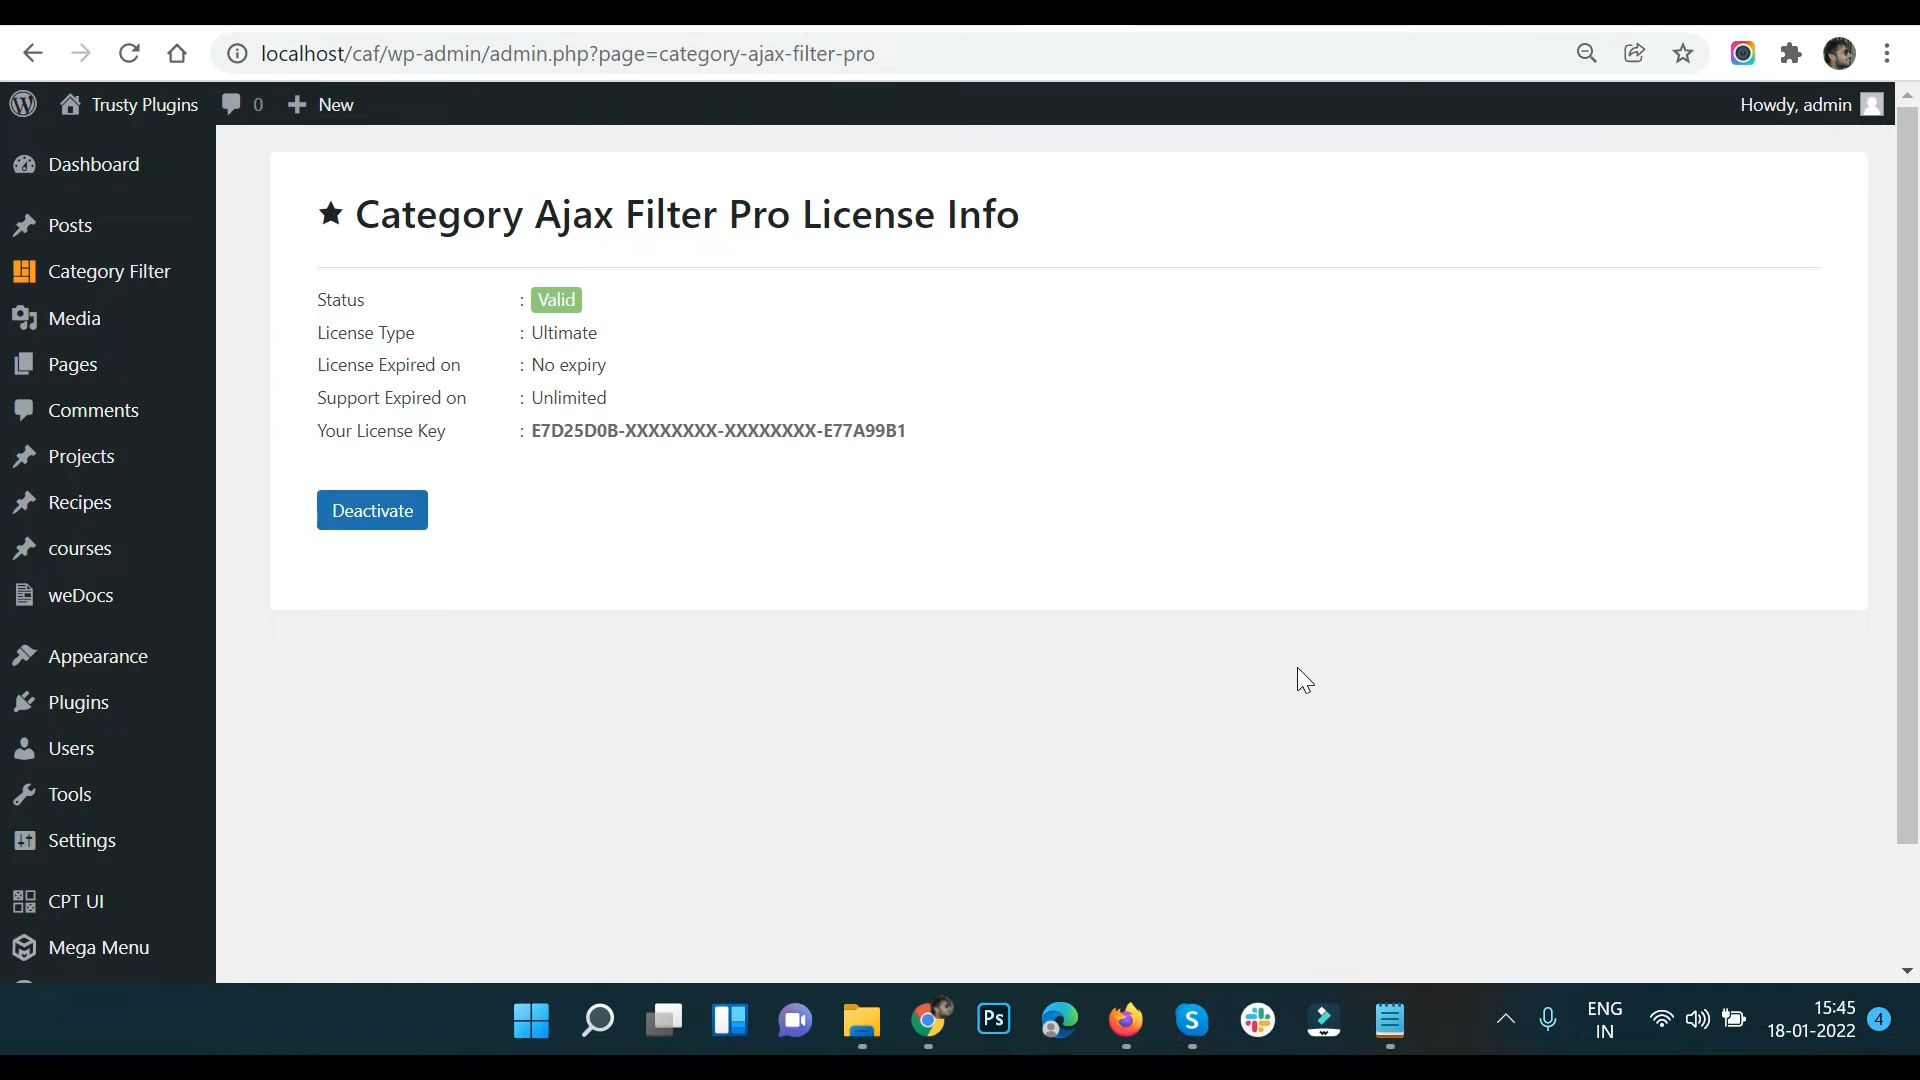 localhost/caf/wp-admin/admin.php?page=category-ajax-filter-pro
Trusty Plugins 0 New Howdy, admin
Dashboard
Posts
Category Filter
Media
Pages
Comments
Projects
Recipes
courses
weDocs
Appearance
Plugins
Users
Tools
Settings
CPT UI
Mega Menu
Category Ajax Filter Pro License Info
Status : Valid
License Type : Ultimate
License Expired on : No expiry
Support Expired on : Unlimited
Your License Key : E7D25D0B-XXXXXXXX-XXXXXXXX-E77A99B1
Deactivate
Ps
S
ENG
IN
15:45
18-01-2022
4